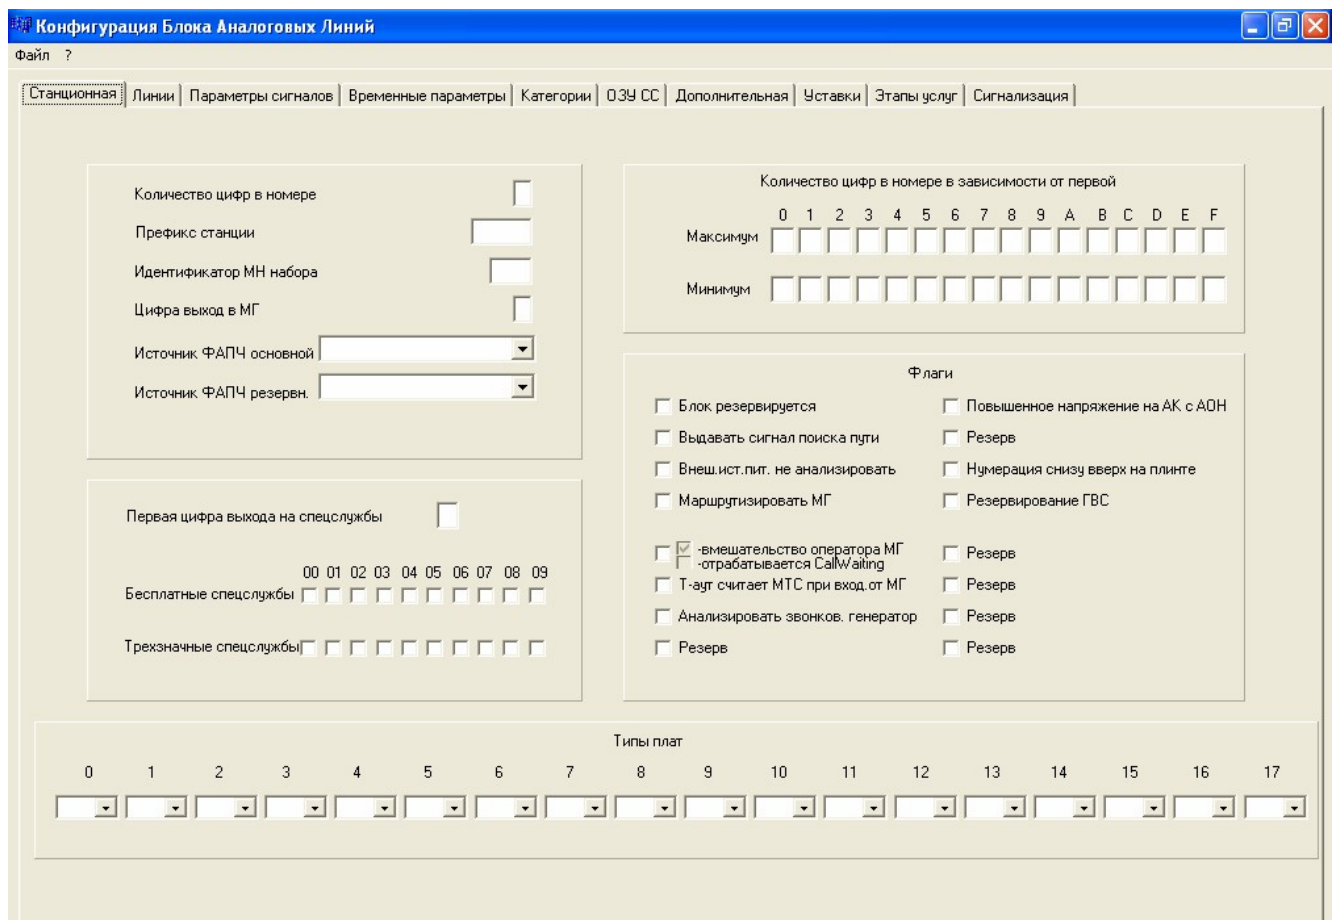 Конфигурация Блока Аналоговых Линий
Файл ?
Станционная Линии Параметры сигналов Временные параметры Категории ОЗУ СС Дополнительная Уставки Этапы услуг Сигнализация
Количество цифр в номере
Префикс станции
Идентификатор МН набора
Цифра выход в МГ
Источник ФАПЧ основной
Источник ФАПЧ резервн.
Количество цифр в номере в зависимости от первой
0 1 2 3 4 5 6 7 8 9 A B C D E F
Максимум
Минимум
Первая цифра выхода на спецслужбы
00 01 02 03 04 05 06 07 08 09
Бесплатные спецслужбы
Трехзначные спецслужбы
Флаги
Блок резервируется
Выдавать сигнал поиска пути
Внеш.ист.пит. не анализировать
Маршрутизировать МГ
-вмешательство оператора МГ
-отрабатывается CallWaiting
Т-аут считает МТС при вход.от МГ
Анализировать звонков. генератор
Резерв
Повышенное напряжение на АК с АОН
Резерв
Нумерация снизу вверх на плинте
Резервирование ГВС
Резерв
Резерв
Резерв
Резерв
Типы плат
0 1 2 3 4 5 6 7 8 9 10 11 12 13 14 15 16 17